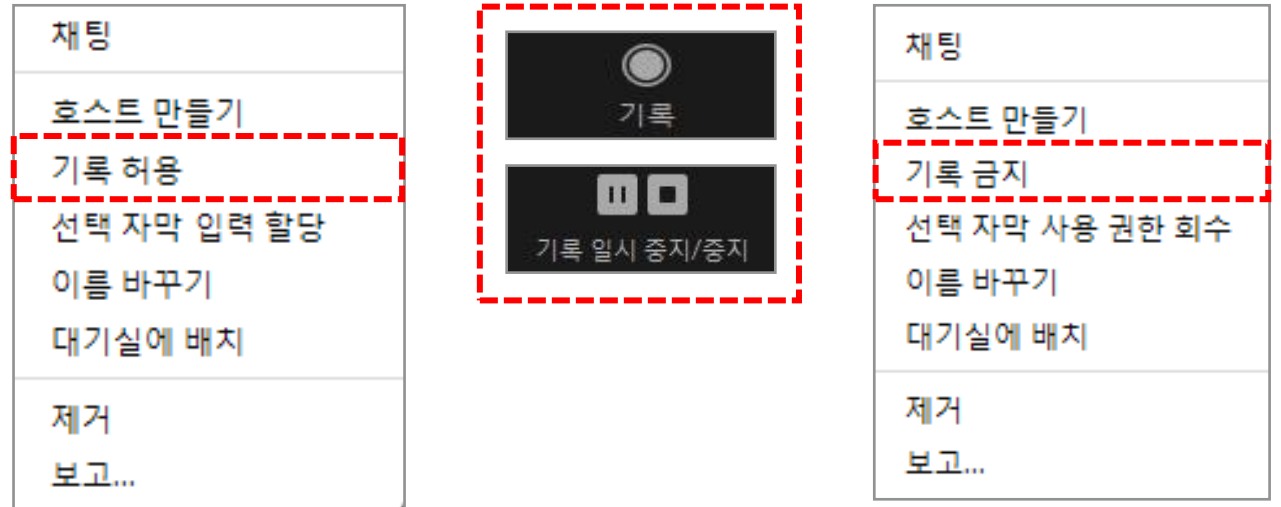 채팅
호스트 만들기
기록 허용
선택 자막 입력 할당
이름 바꾸기
대기실에 배치
제거
보고...
기록
기록 일시 중지/중지
채팅
호스트 만들기
기록 금지
선택 자막 사용 권한 회수
이름 바꾸기
대기실에 배치
제거
보고...